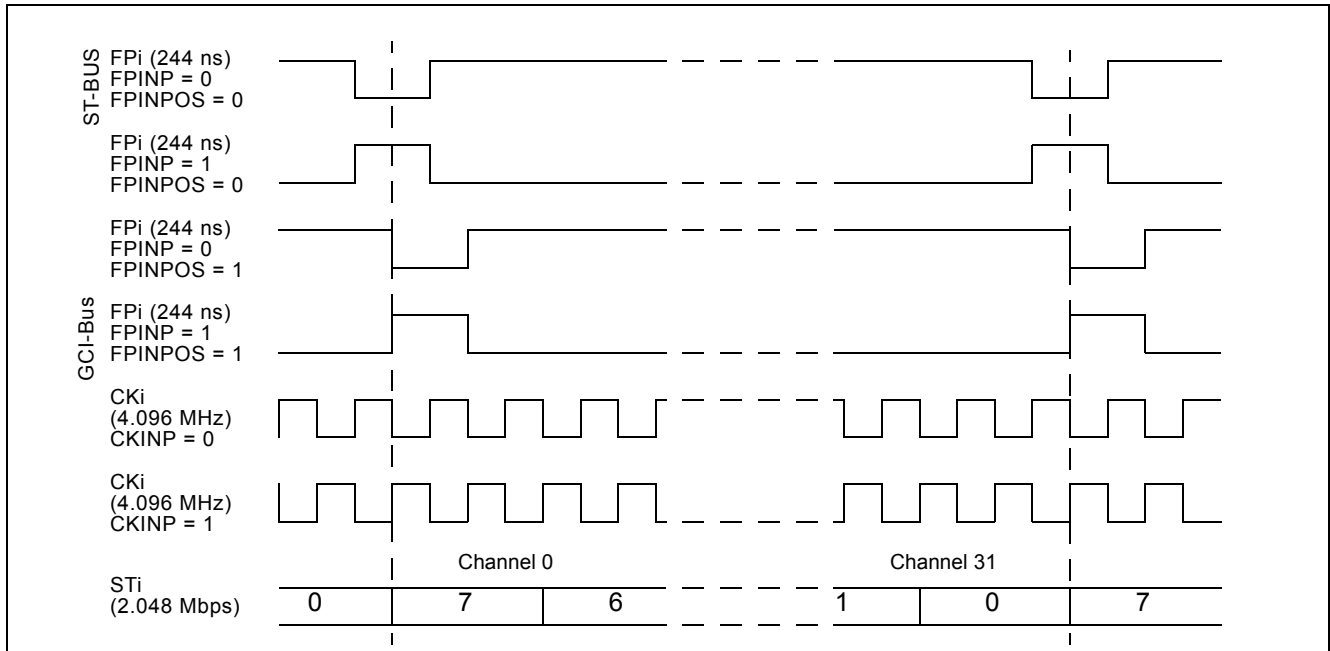 ST-BUS
FPi (244 ns)
FPINP = 0
FPINPOS = 0
FPi (244 ns)
FPINP = 1
FPINPOS = 0
FPi (244 ns)
FPINP = 0
FPINPOS = 1
GCI-Bus
FPi (244 ns)
FPINP = 1
FPINPOS = 1
CKi
(4.096 MHz)
CKINP = 0
CKi
(4.096 MHz)
CKINP = 1
Channel 0 Channel 31
STi
(2.048 Mbps) 0 7 6 1 0 7